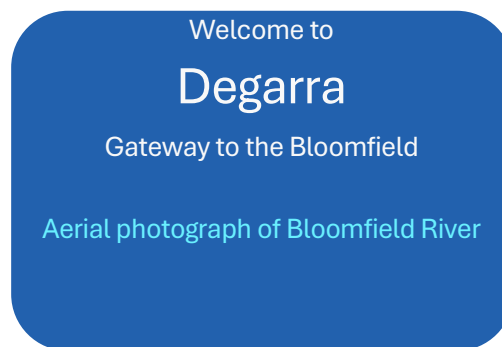 Welcome to
Degarra
Gateway to the Bloomfield
Aerial photograph of Bloomfield River